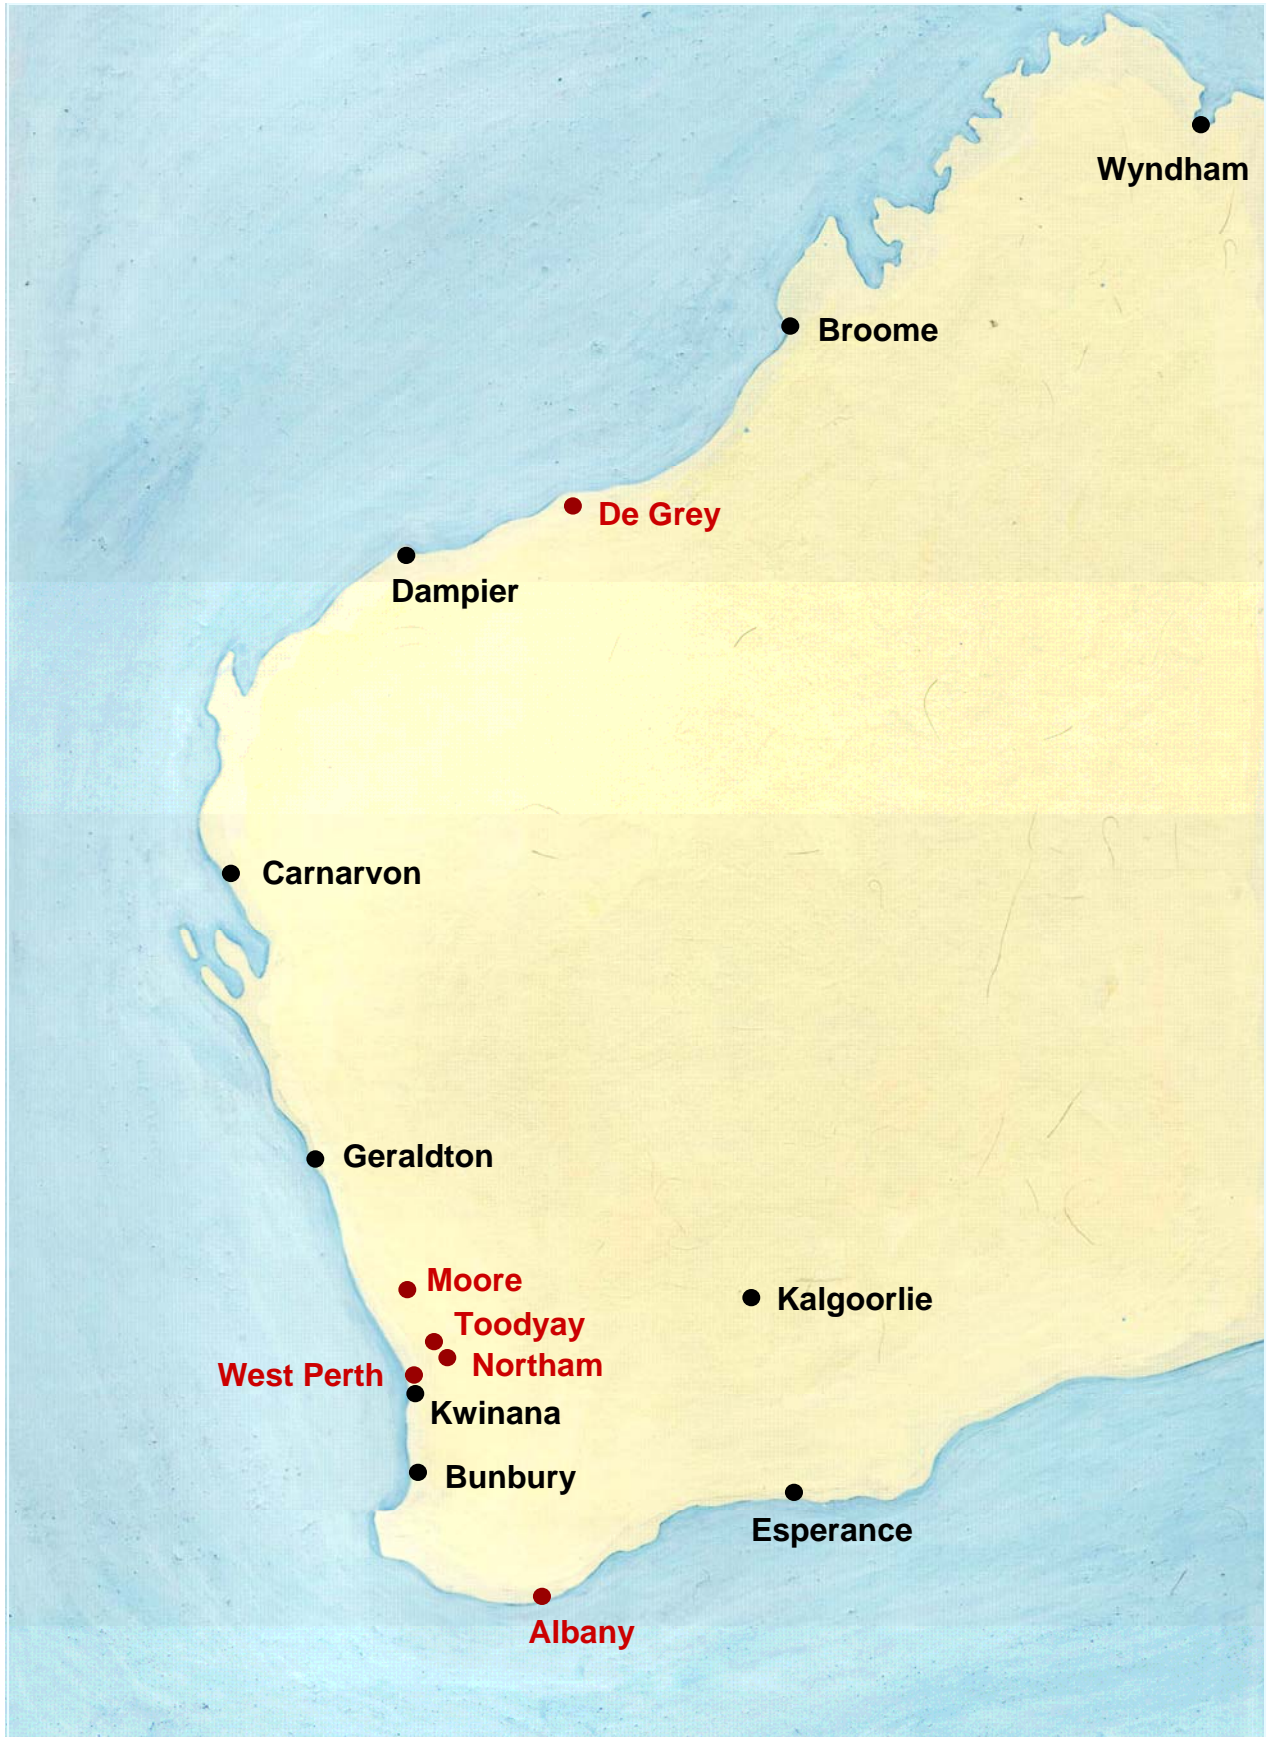 Wyndham
Broome
De Grey
Dampier
Carnarvon
Geraldton
Moore
Kalgoorlie
Toodyay
Northam
West Perth
Kwinana
Bunbury
Esperance
Albany